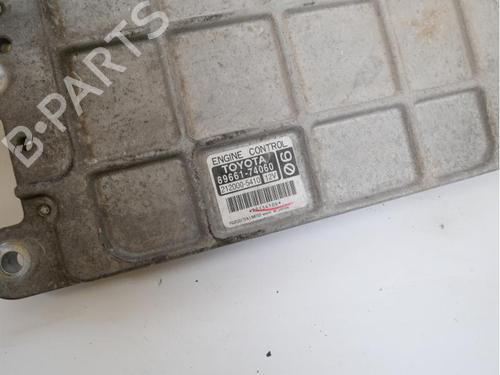 B-PARTS
ENGINE CONTROL
TOYOTA
89661-74060
212000-5410 12V